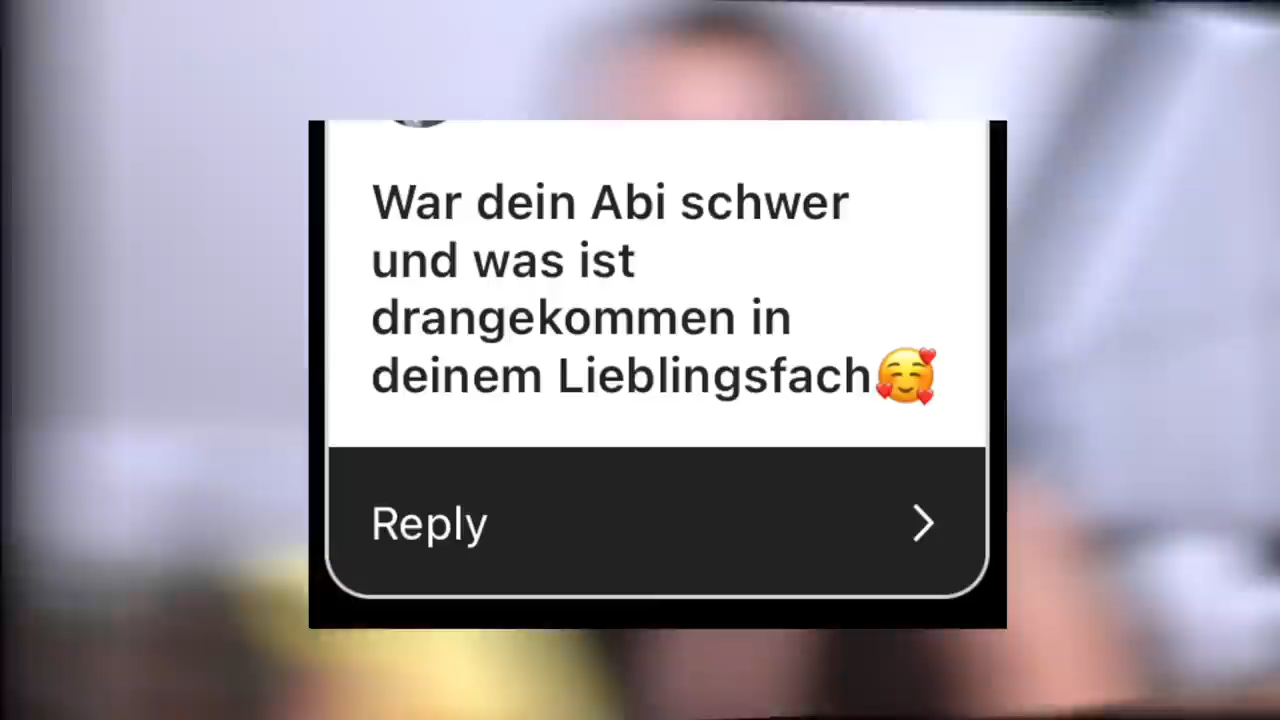 War dein Abi schwer
und was ist
drangekommen in
deinem Lieblingsfach🥰
Reply